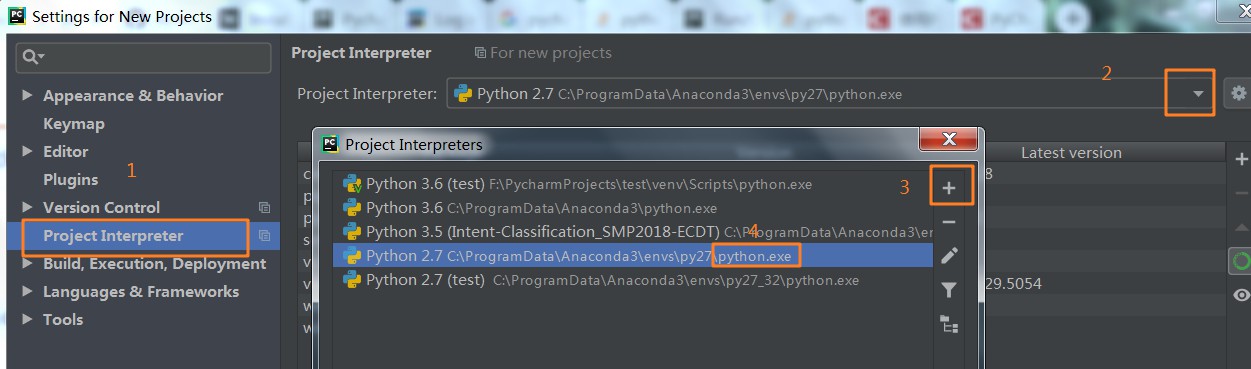 Settings for New Projects
Project Interpreter For new projects
2
Project Interpreter: Python 2.7 C:\ProgramData\Anaconda3\envs\py27\python.exe
Appearance & Behavior
Keymap
Editor
1
Plugins
Version Control
Project Interpreter
Build, Execution, Deployment
Languages & Frameworks
Tools
Project Interpreters
Latest version
Python 3.6 (test) F:\PycharmProjects\test\venv\Scripts\python.exe
3
Python 3.6 C:\ProgramData\Anaconda3\python.exe
Python 3.5 (Intent-Classification_SMP2018-ECDT) C:\ProgramData\Anaconda3\en
4
Python 2.7 C:\ProgramData\Anaconda3\envs\py27\python.exe
Python 2.7 (test) C:\ProgramData\Anaconda3\envs\py27_32\python.exe
8
29.5054